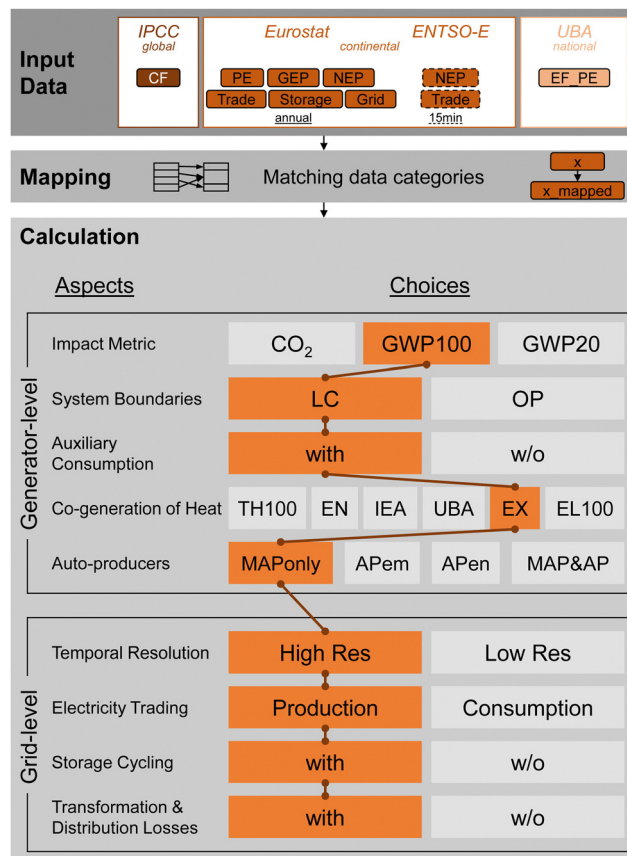 IPCC
global
CF
Eurostat
ENTSO-E
continental
PE GEP NEP
Trade Storage Grid
annual
NEP
Trade
15min
UBA
national
EF_PE
Input
Data
Mapping
Matching data categories
x
x_mapped
Calculation
Aspects
Choices
Generator-level
Impact Metric
CO₂ GWP100 GWP20
System Boundaries
LC OP
Auxiliary
Consumption
with w/o
Co-generation of Heat
TH100 EN IEA UBA EX EL100
Auto-producers
MAPonly APem APen MAP&AP
Grid-level
Temporal Resolution
High Res Low Res
Electricity Trading
Production Consumption
Storage Cycling
with w/o
Transformation &
Distribution Losses
with w/o